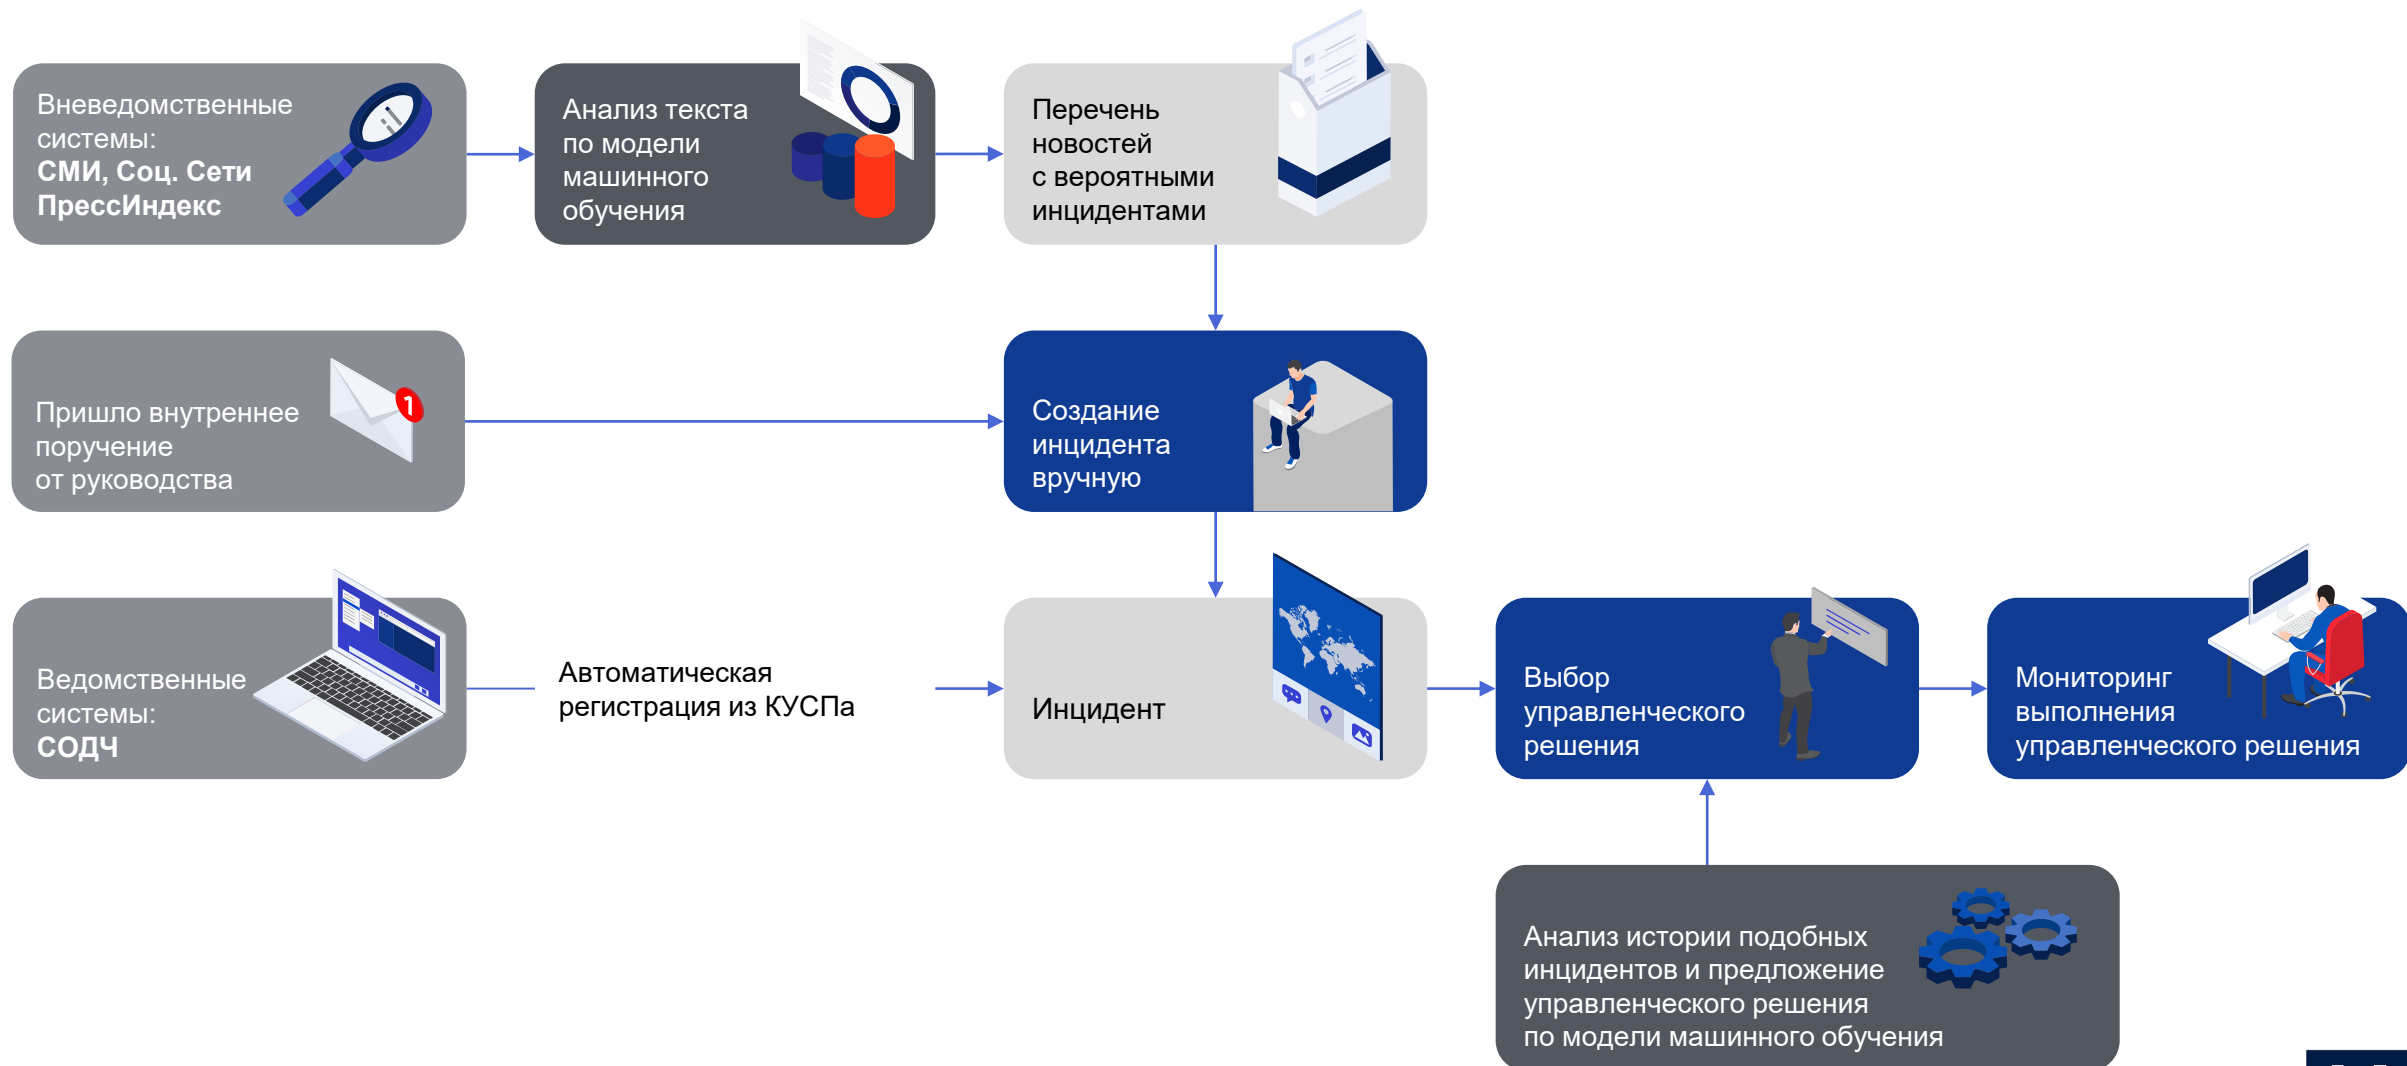 Вневедомственные
системы:
СМИ, Соц. Сети
ПрессИндекс
Анализ текста
по модели
машинного
обучения
Перечень
новостей
с вероятными
инцидентами
Пришло внутреннее
поручение
от руководства
1
Создание
инцидента
вручную
Ведомственные
системы:
СОДЧ
Автоматическая
регистрация из КУСПа
Инцидент
Выбор
управленческого
решения
Мониторинг
выполнения
управленческого решения
Анализ истории подобных
инцидентов и предложение
управленческого решения
по модели машинного обучения